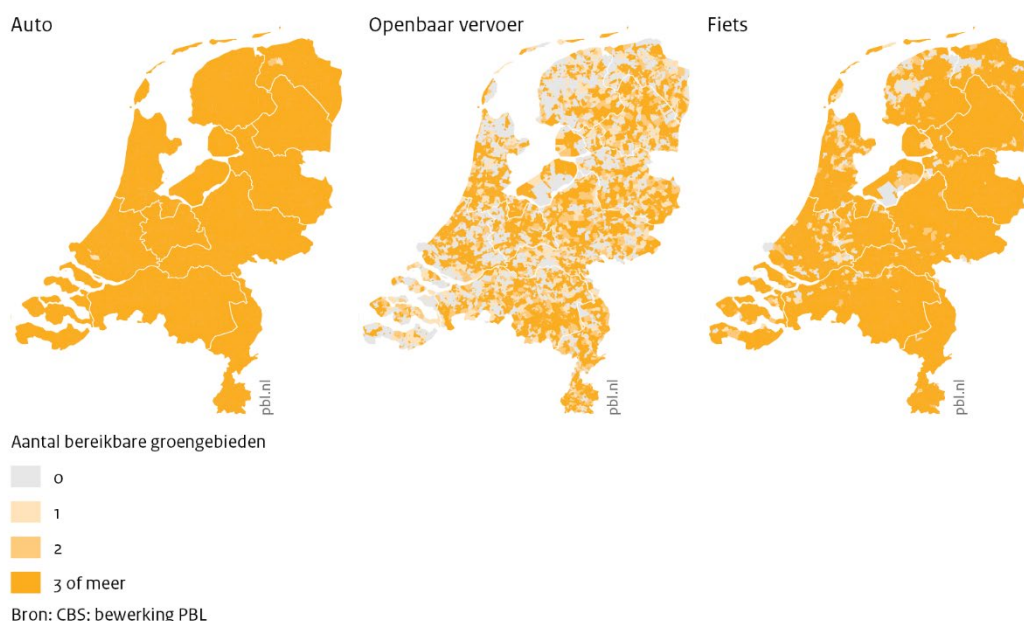 Auto
Openbaar vervoer
Fiets
pbl.nl
pbl.nl
pbl.nl
Aantal bereikbare groengebieden
0
1
2
3 of meer
Bron: CBS; bewerking PBL